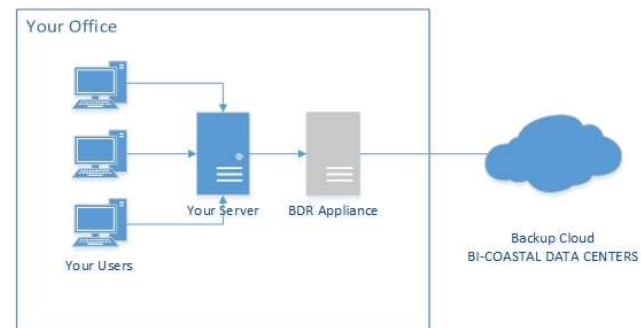 Your Office
Your Server
BDR Appliance
Your Users
Backup Cloud
BI-COASTAL DATA CENTERS